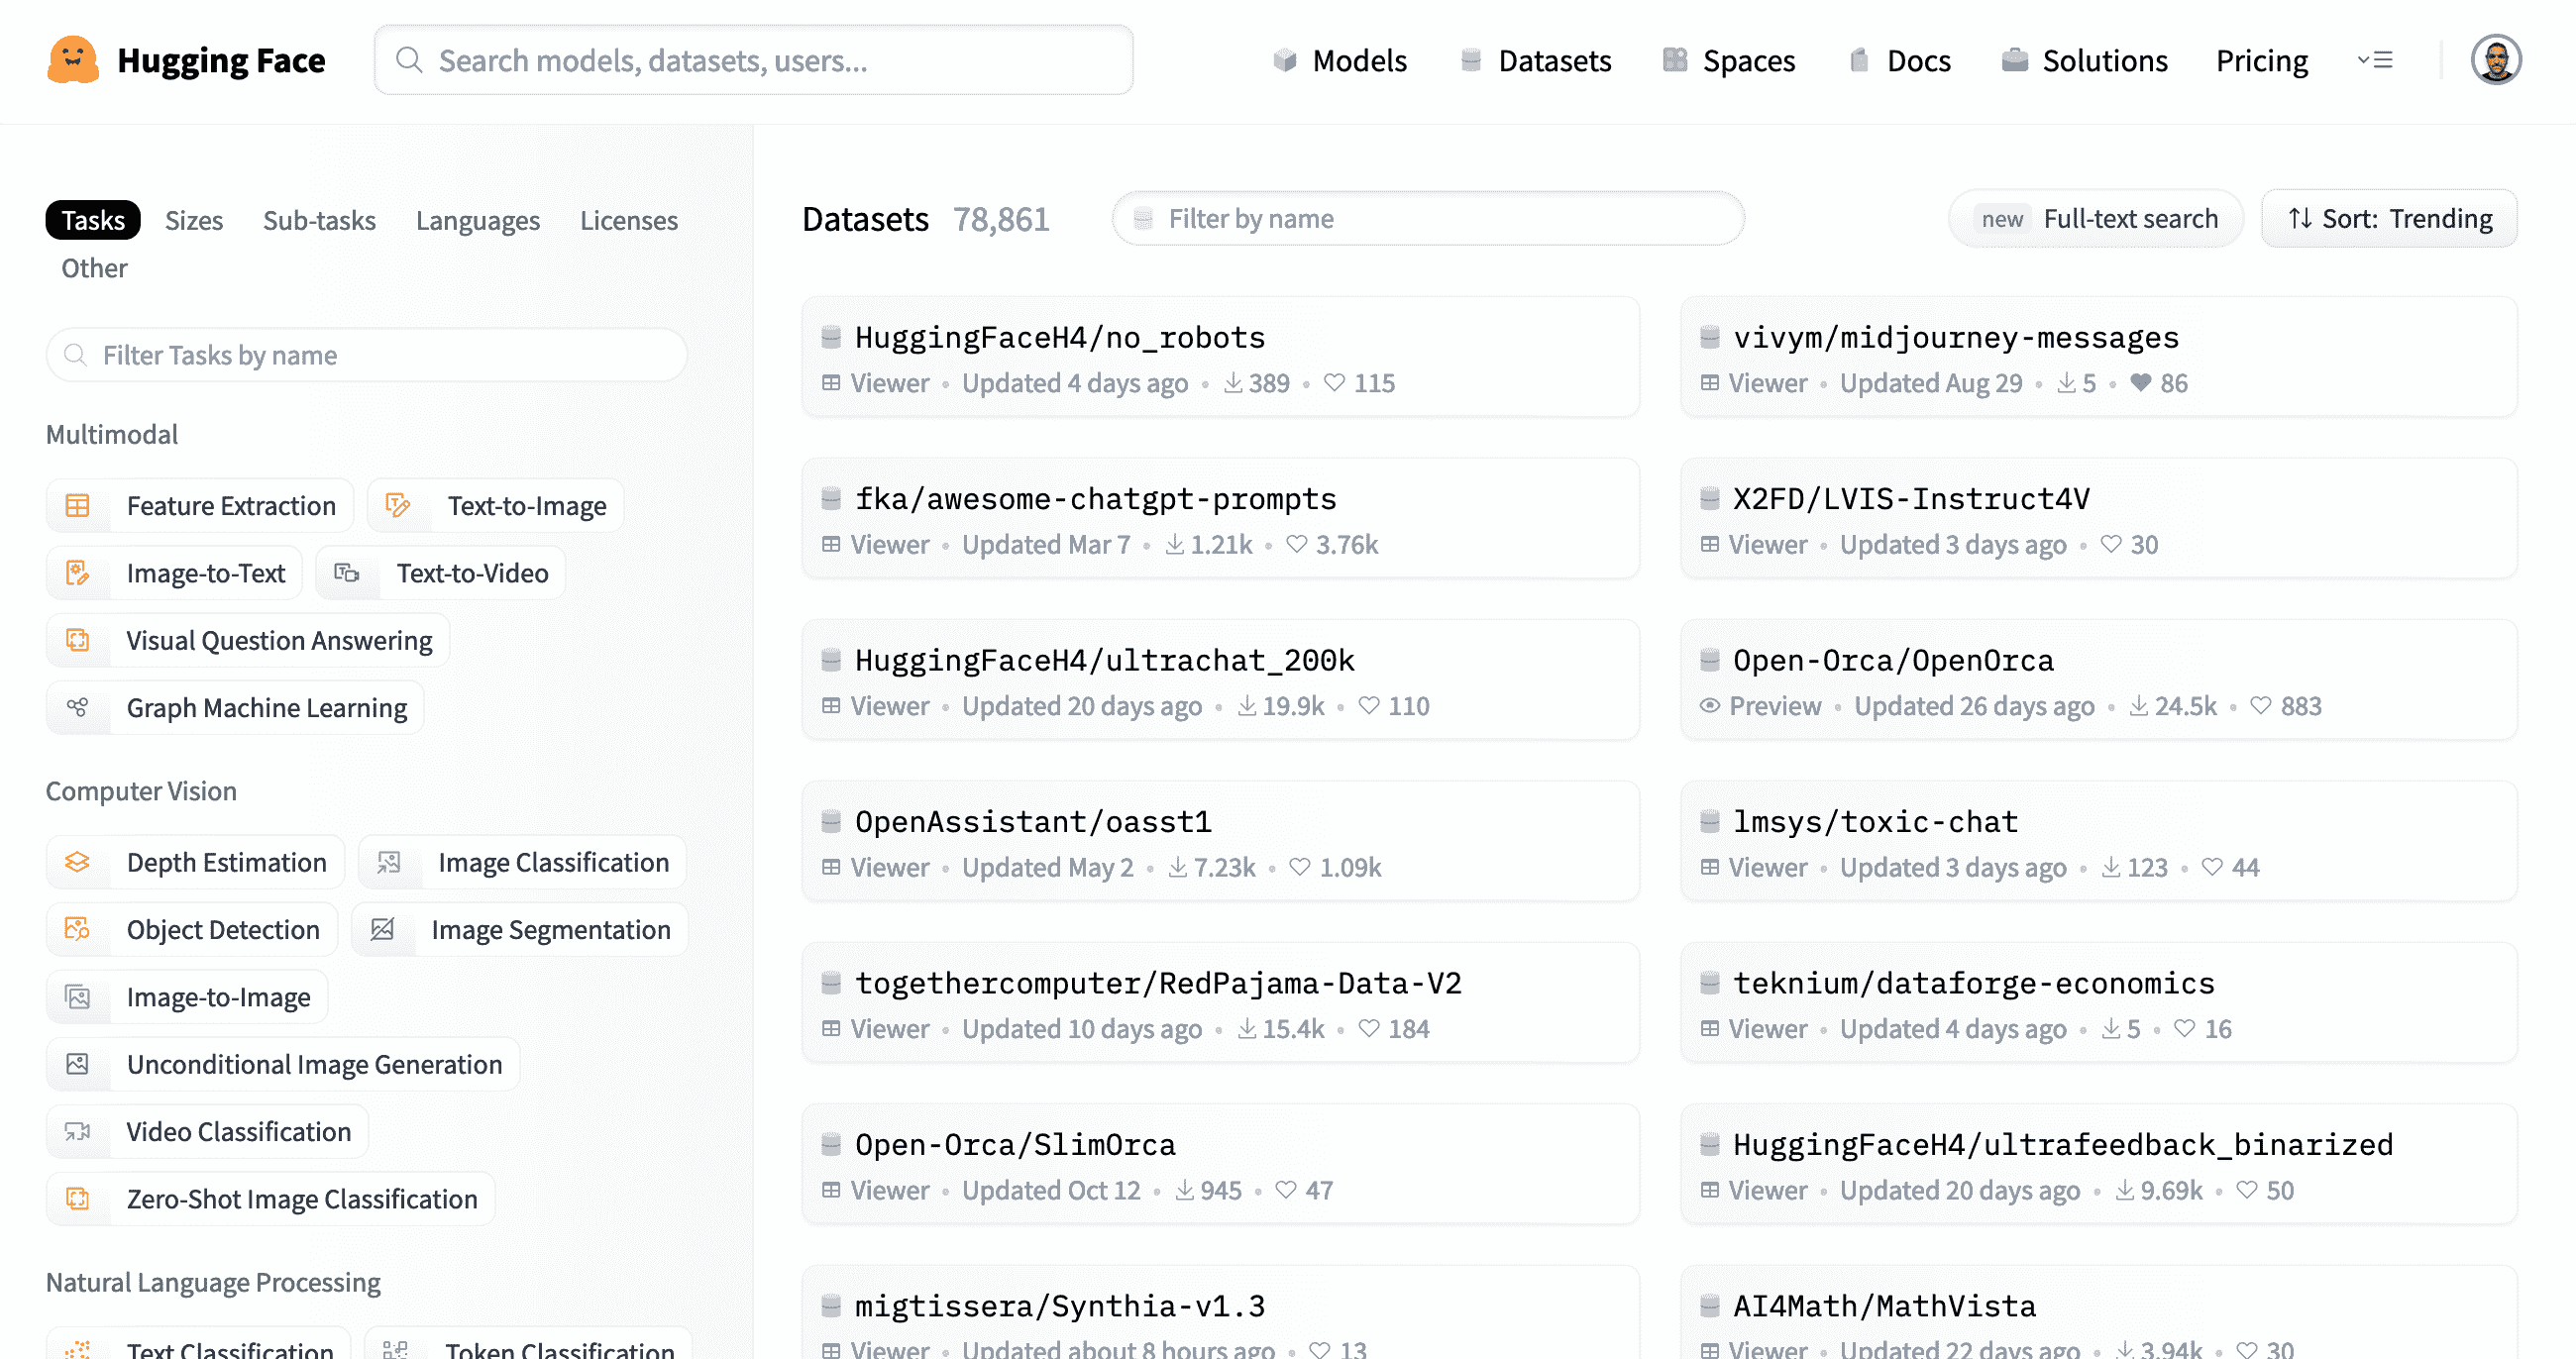 Hugging Face
Search models, datasets, users...
Models
Datasets
Spaces
Docs
Solutions
Pricing
Tasks
Sizes
Sub-tasks
Languages
Licenses
Other
Filter Tasks by name
Multimodal
Feature Extraction
Text-to-Image
Image-to-Text
Text-to-Video
Visual Question Answering
Graph Machine Learning
Computer Vision
Depth Estimation
Image Classification
Object Detection
Image Segmentation
Image-to-Image
Unconditional Image Generation
Video Classification
Zero-Shot Image Classification
Natural Language Processing
Text Classification
Token Classification
Datasets 78,861
Filter by name
new Full-text search
Sort: Trending
HuggingFaceH4/no_robots
Viewer • Updated 4 days ago • 389 • 115
vivym/midjourney-messages
Viewer • Updated Aug 29 • 5 • 86
fka/awesome-chatgpt-prompts
Viewer • Updated Mar 7 • 1.21k • 3.76k
X2FD/LVIS-Instruct4V
Viewer • Updated 3 days ago • 30
HuggingFaceH4/ultrachat_200k
Viewer • Updated 20 days ago • 19.9k • 110
Open-Orca/OpenOrca
Preview • Updated 26 days ago • 24.5k • 883
OpenAssistant/oasst1
Viewer • Updated May 2 • 7.23k • 1.09k
lmsys/toxic-chat
Viewer • Updated 3 days ago • 123 • 44
togethercomputer/RedPajama-Data-V2
Viewer • Updated 10 days ago • 15.4k • 184
teknium/dataforge-economics
Viewer • Updated 4 days ago • 5 • 16
Open-Orca/SlimOrca
Viewer • Updated Oct 12 • 945 • 47
HuggingFaceH4/ultrafeedback_binarized
Viewer • Updated 20 days ago • 9.69k • 50
migtissera/Synthia-v1.3
Viewer • Updated about 8 hours ago • 13
AI4Math/MathVista
Viewer • Updated 22 days ago • 3.94k • 30